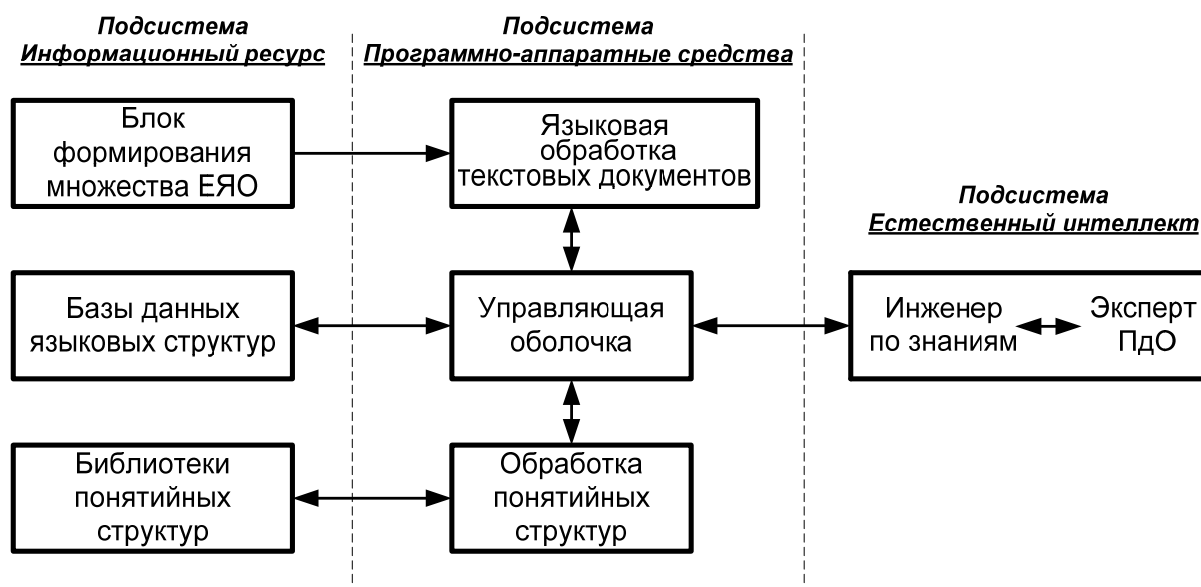 Подсистема
Информационный ресурс
Подсистема
Программно-аппаратные средства
Блок
формирования
множества ЕЯО
Языковая
обработка
текстовых документов
Подсистема
Естественный интеллект
Базы данных
языковых структур
Управляющая
оболочка
Инженер
по знаниям
Эксперт
ПдО
Библиотеки
понятийных
структур
Обработка
понятийных
структур